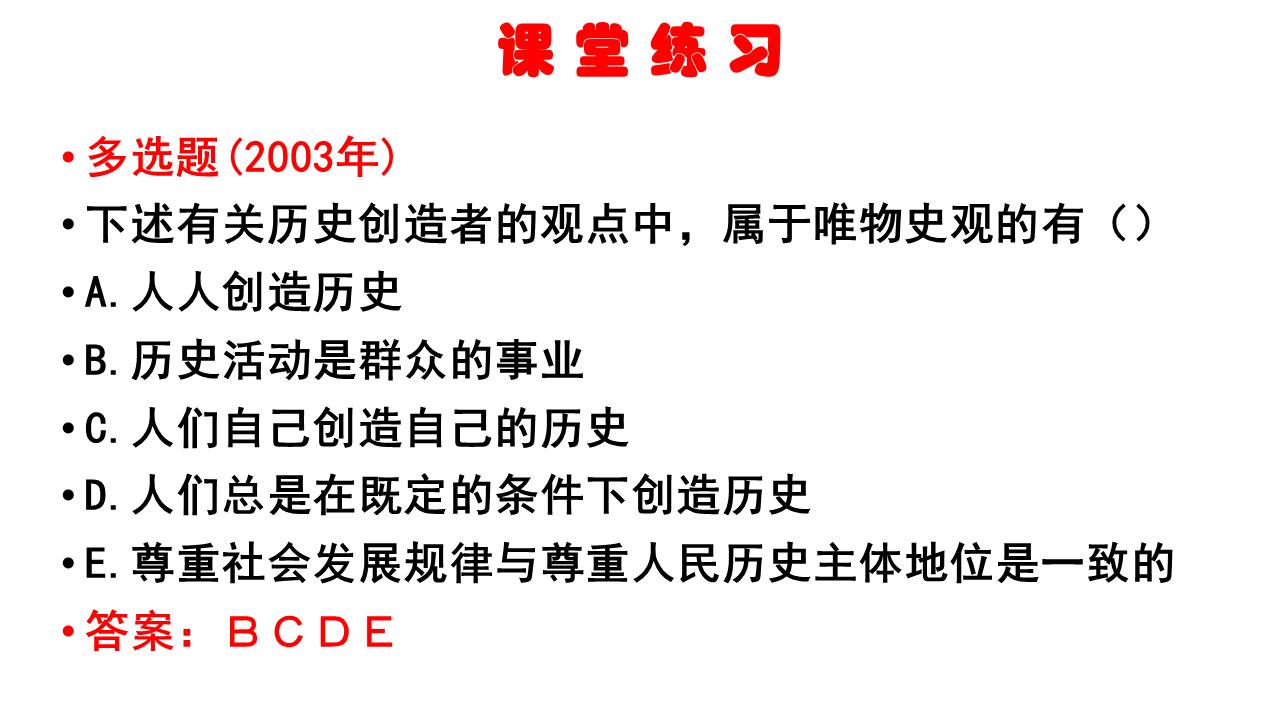 课堂练习
•多选题(2003年)
•下述有关历史创造者的观点中，属于唯物史观的有（）
•A.人人创造历史
•B.历史活动是群众的事业
•C.人们自己创造自己的历史
•D.人们总是在既定的条件下创造历史
•E.尊重社会发展规律与尊重人民历史主体地位是一致的
•答案：ＢＣＤＥ